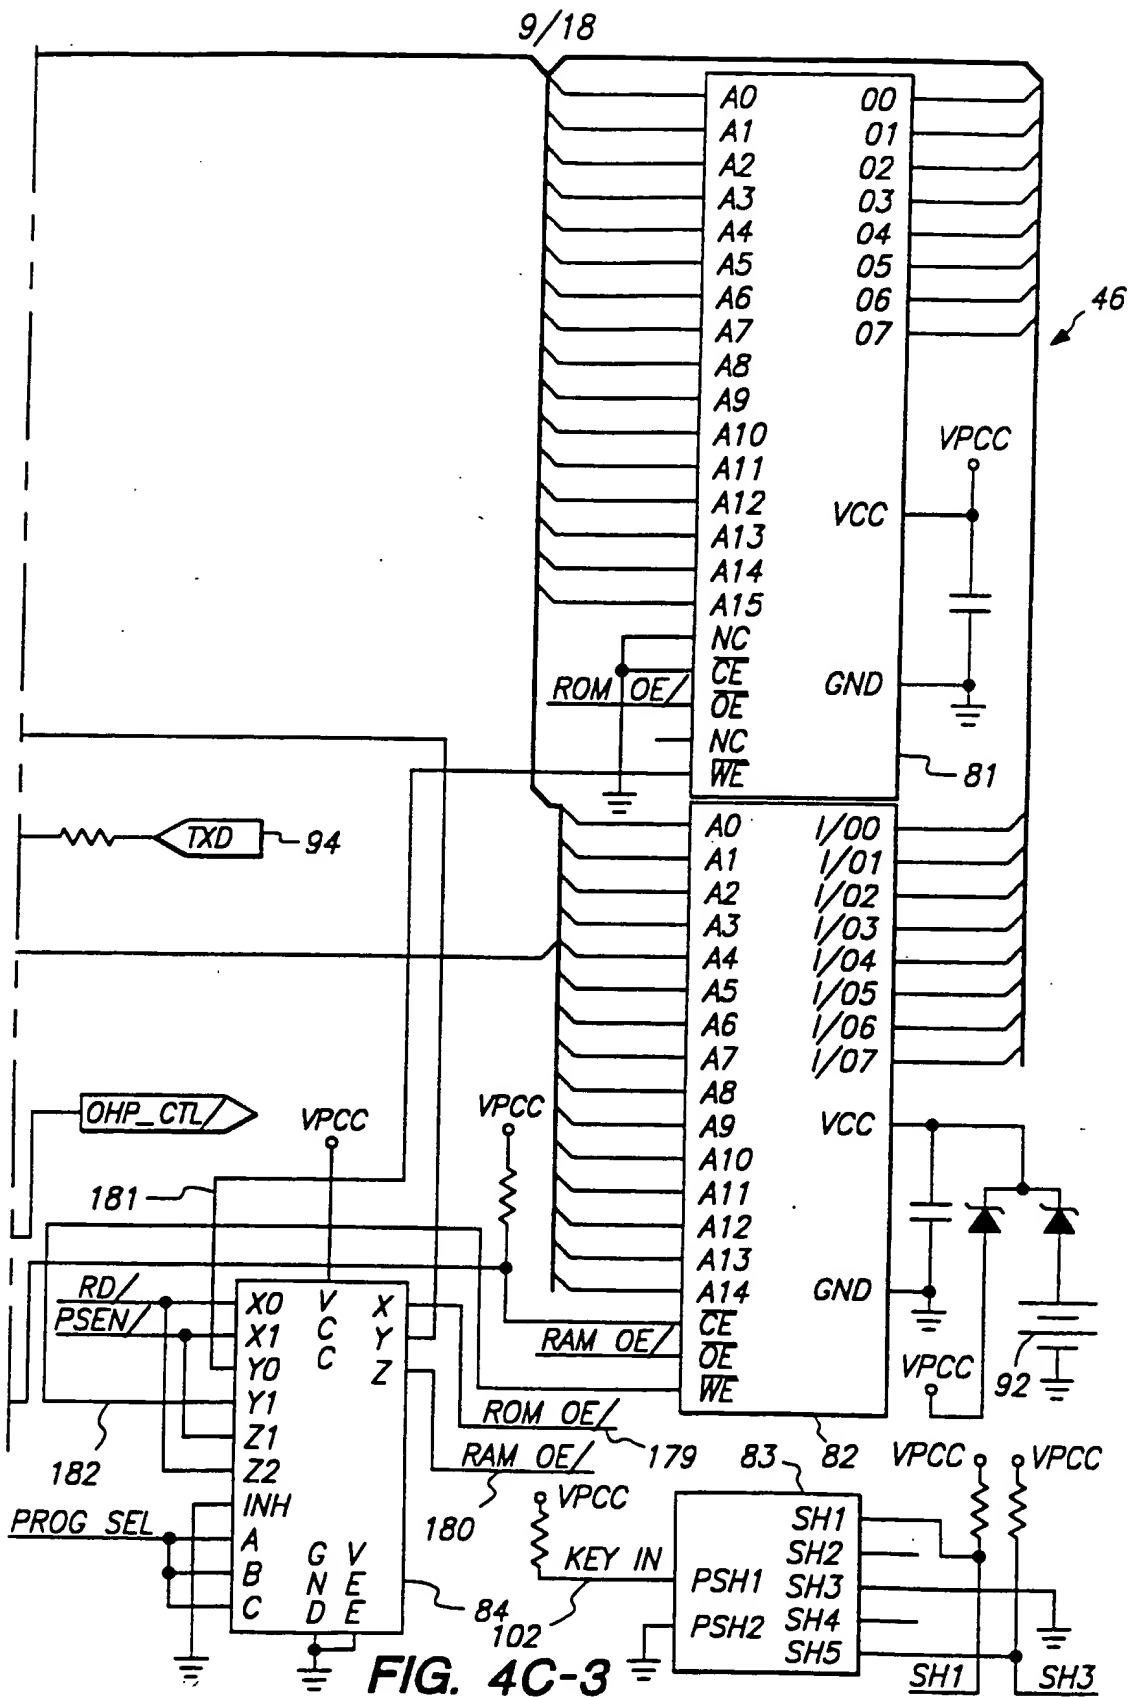 9/18
A0 00
A1 01
A2 02
A3 03
A4 04
A5 05
A6 06
A7 07
46
A8
A9
A10
VPCC
A11
A12
VCC
A13
A14
A15
NC
CE
GND
ROM OE/
OE
NC
WE
81
TXD
94
A0 I/00
A1 I/01
A2 I/02
A3 I/03
A4 I/04
A5 I/05
A6 I/06
A7 I/07
A8
A9
VCC
A10
A11
A12
A13
A14
GND
CE
RAM OE/
OE
WE
OHP_CTL/
VPCC
VPCC
181
RD/
PSEN/
X0 VCC X
X1 Y
Y0 Z
Y1
Z1
Z2
INH
A
B
C
GND VEE
182
PROG SEL
ROM OE/
179
RAM OE/
180
84
VPCC
92
82
83
VPCC
VPCC
VPCC
KEY IN
102
PSH1
PSH2
SH1
SH2
SH3
SH4
SH5
SH1
SH3
FIG. 4C-3